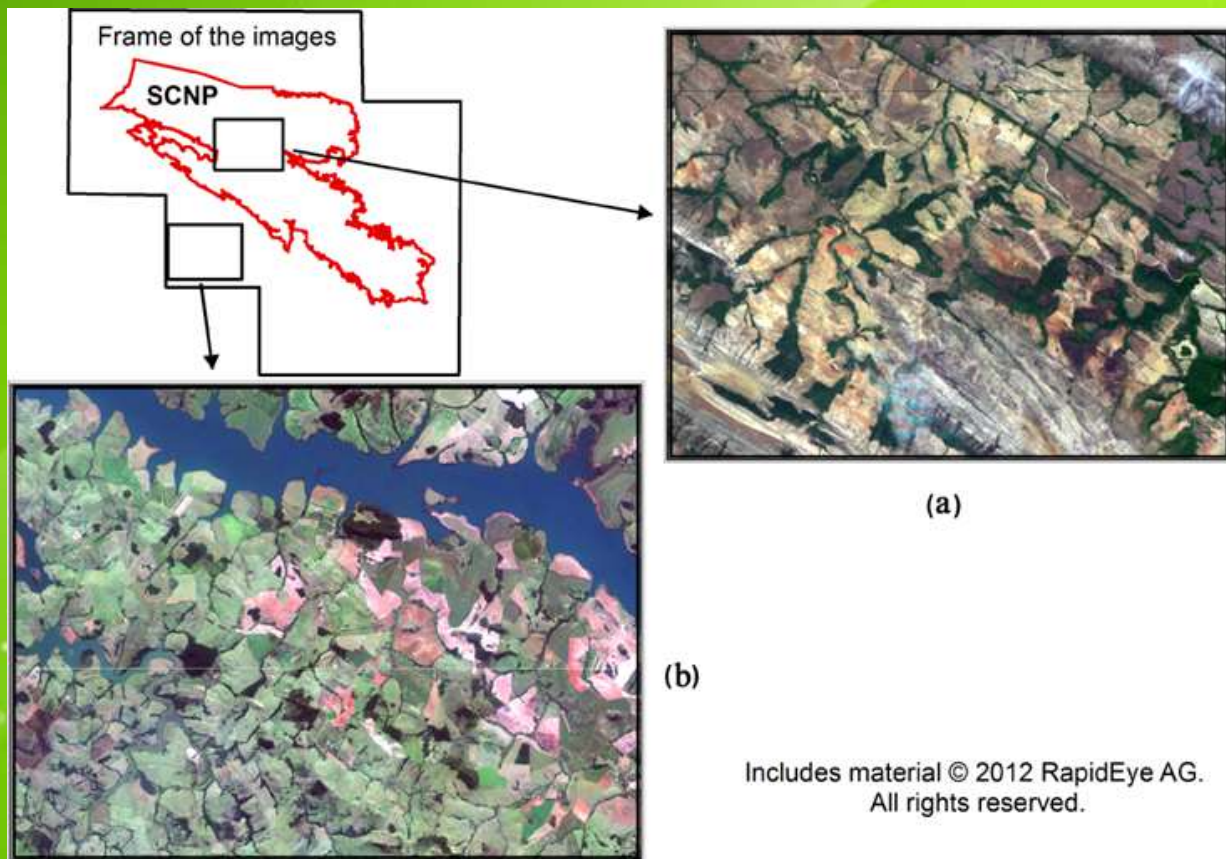 Frame of the images
SCNP
(a)
(b)
Includes material © 2012 RapidEye AG.
All rights reserved.